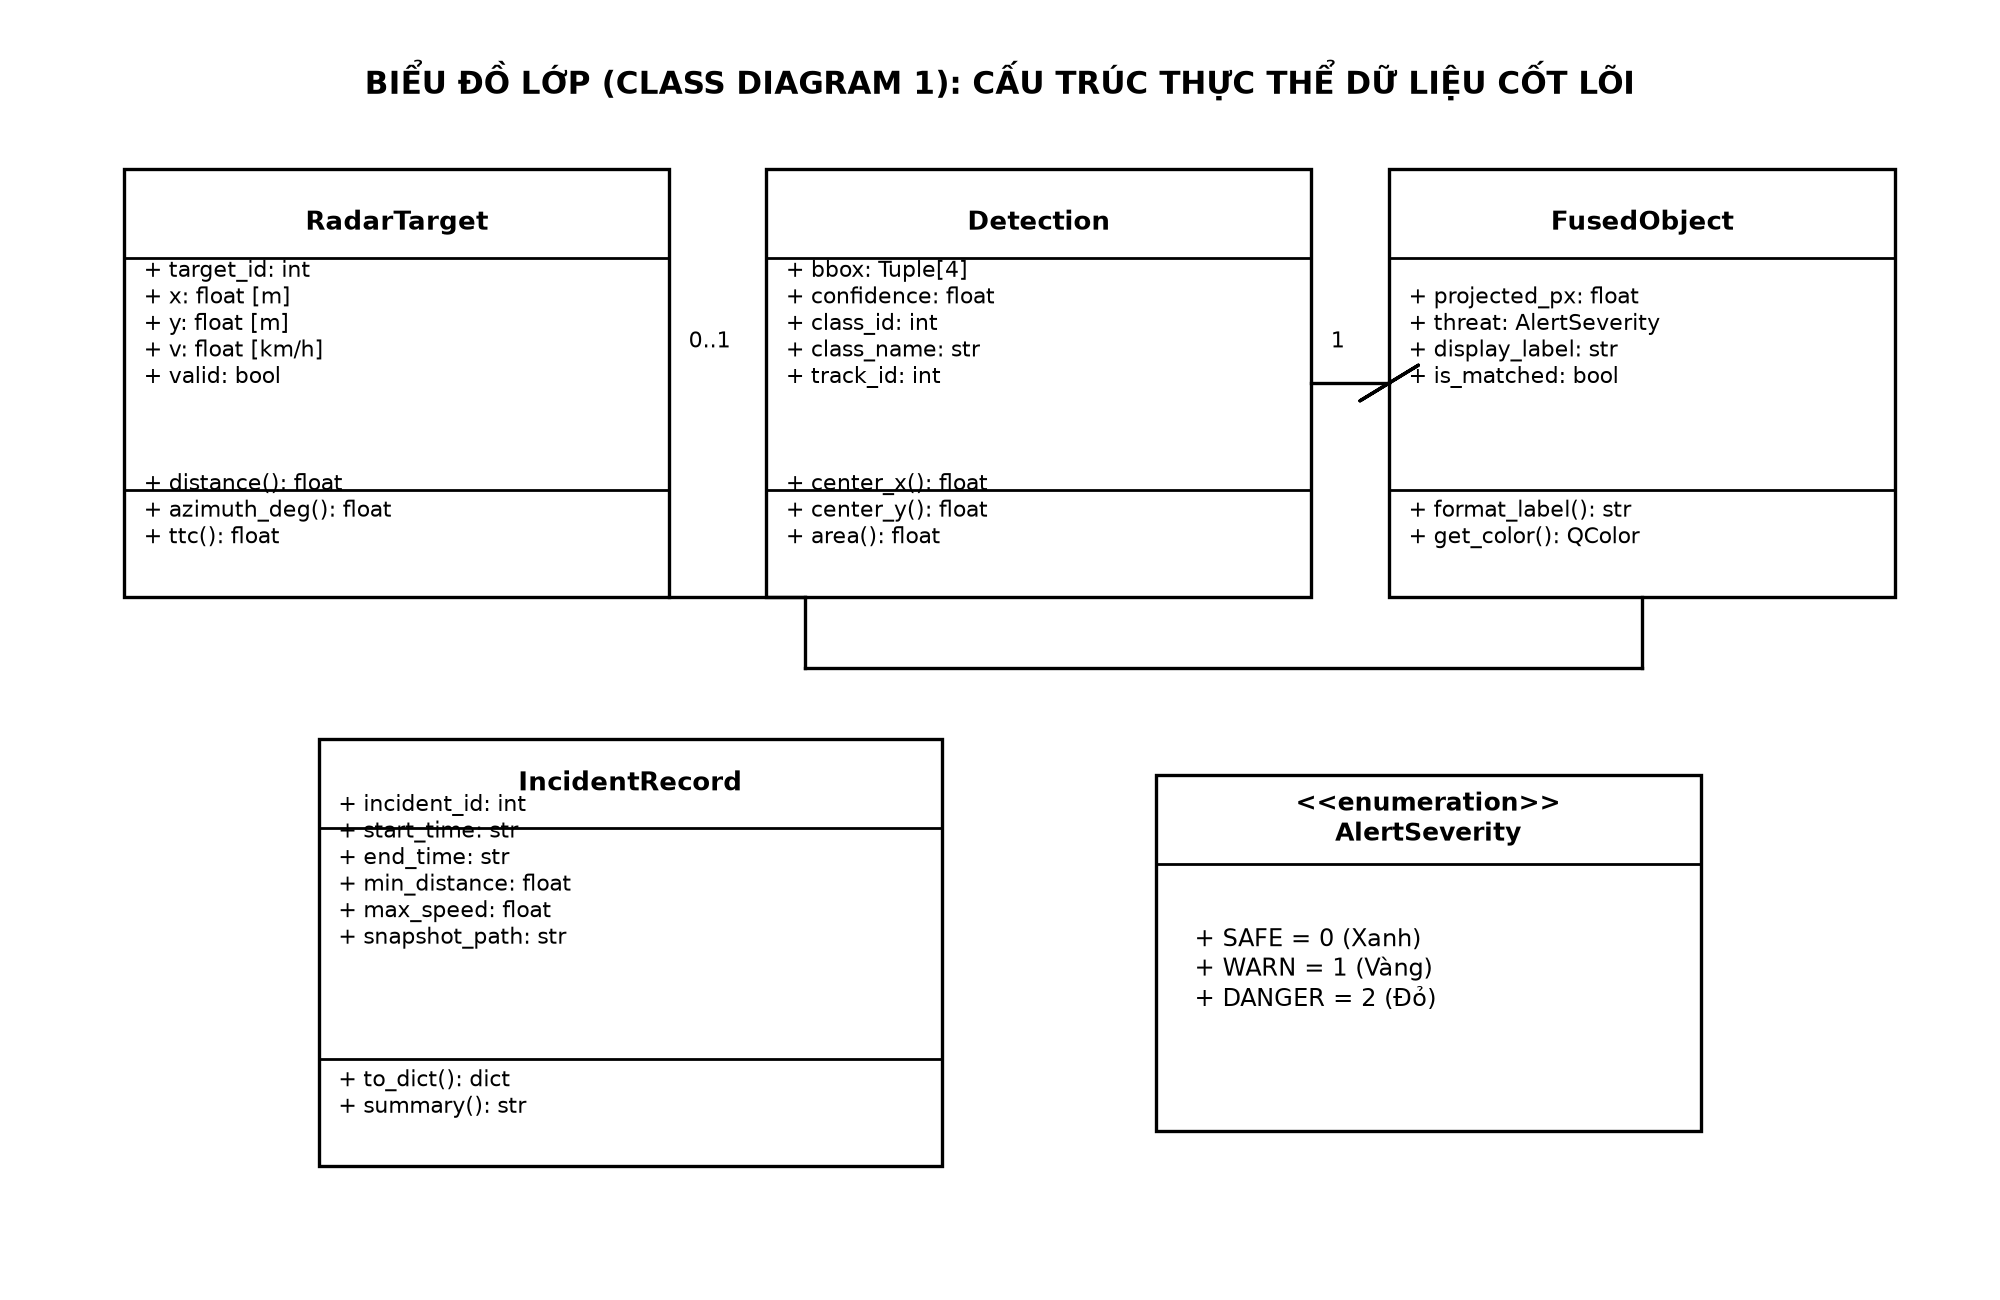 BIỂU ĐỒ LỚP (CLASS DIAGRAM 1): CẤU TRÚC THỰC THỂ DỮ LIỆU CỐT LÕI
RadarTarget
+ target_id: int
+ x: float [m]
+ y: float [m]
+ v: float [km/h]
+ valid: bool
+ distance(): float
+ azimuth_deg(): float
+ ttc(): float
0..1
Detection
+ bbox: Tuple[4]
+ confidence: float
+ class_id: int
+ class_name: str
+ track_id: int
+ center_x(): float
+ center_y(): float
+ area(): float
1
FusedObject
+ projected_px: float
+ threat: AlertSeverity
+ display_label: str
+ is_matched: bool
+ format_label(): str
+ get_color(): QColor
IncidentRecord
+ incident_id: int
+ start_time: str
+ end_time: str
+ min_distance: float
+ max_speed: float
+ snapshot_path: str
+ to_dict(): dict
+ summary(): str
<<enumeration>>
AlertSeverity
+ SAFE = 0 (Xanh)
+ WARN = 1 (Vàng)
+ DANGER = 2 (Đỏ)